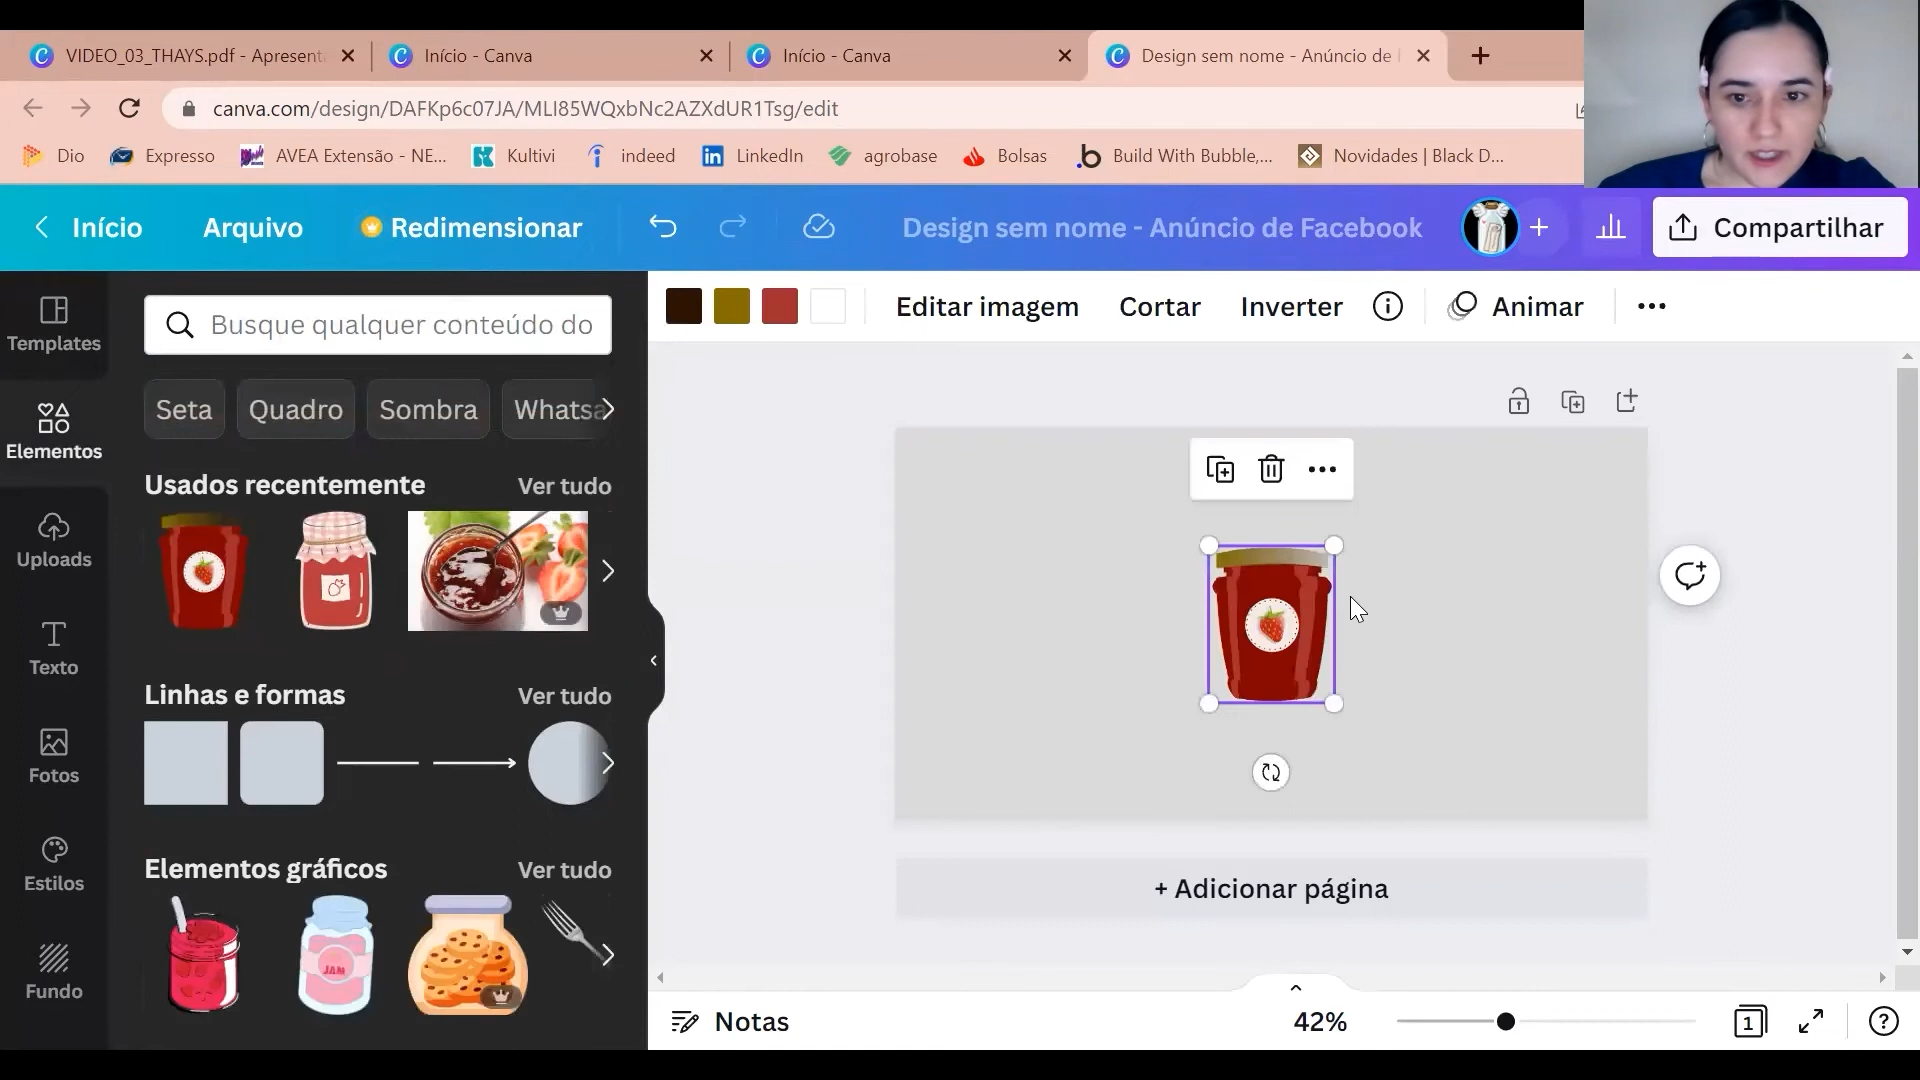 VIDEO_03_THAYS.pdf - Apresent
Início - Canva
Início - Canva
Design sem nome - Anúncio de
canva.com/design/DAFKp6c07JA/MLI85WQxbNc2AZXdUR1Tsg/edit
Dio
Expresso
AVEA Extensão - NE...
Kultivi
indeed
LinkedIn
agrobase
Bolsas
Build With Bubble,...
Novidades | Black D...
Início
Arquivo
Redimensionar
Design sem nome - Anúncio de Facebook
Compartilhar
Templates
Elementos
Uploads
Texto
Fotos
Estilos
Fundo
Busque qualquer conteúdo do
Seta
Quadro
Sombra
Whatsa
Usados recentemente
Ver tudo
Linhas e formas
Ver tudo
Elementos gráficos
Ver tudo
JAM
Editar imagem
Cortar
Inverter
Animar
+ Adicionar página
Notas
42%
1